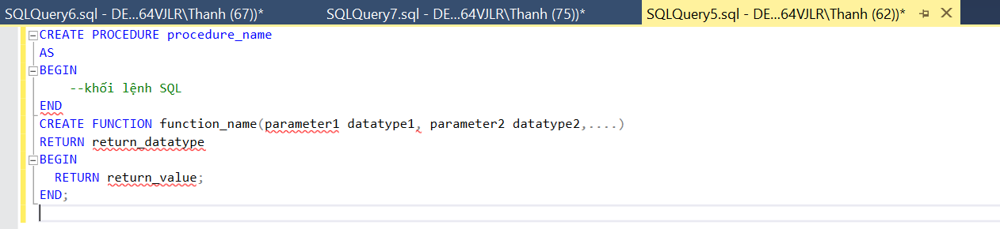 SQLQuery6.sql - DE...64VJLR\Thanh (67))* SQLQuery7.sql - DE...64VJLR\Thanh (75))* SQLQuery5.sql - DE...64VJLR\Thanh (62))*
CREATE PROCEDURE procedure_name
AS
BEGIN
--khối lệnh SQL
END
CREATE FUNCTION function_name(parameter1 datatype1, parameter2 datatype2,....)
RETURN return_datatype
BEGIN
RETURN return_value;
END;